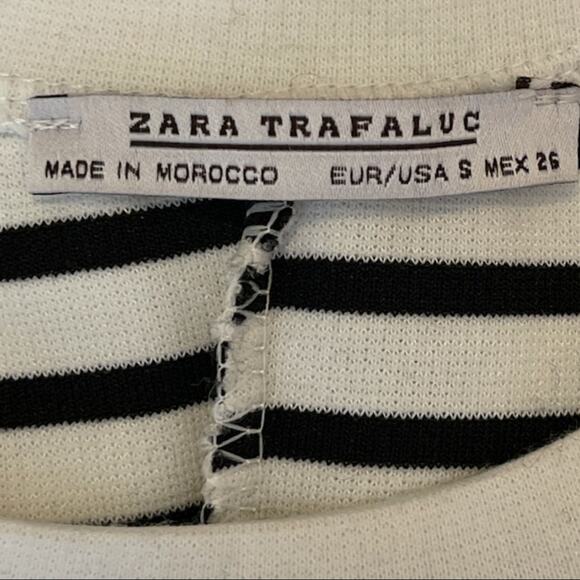 ZARA TRAFALUC
MADE IN MOROCCO EUR/USA S MEX 26